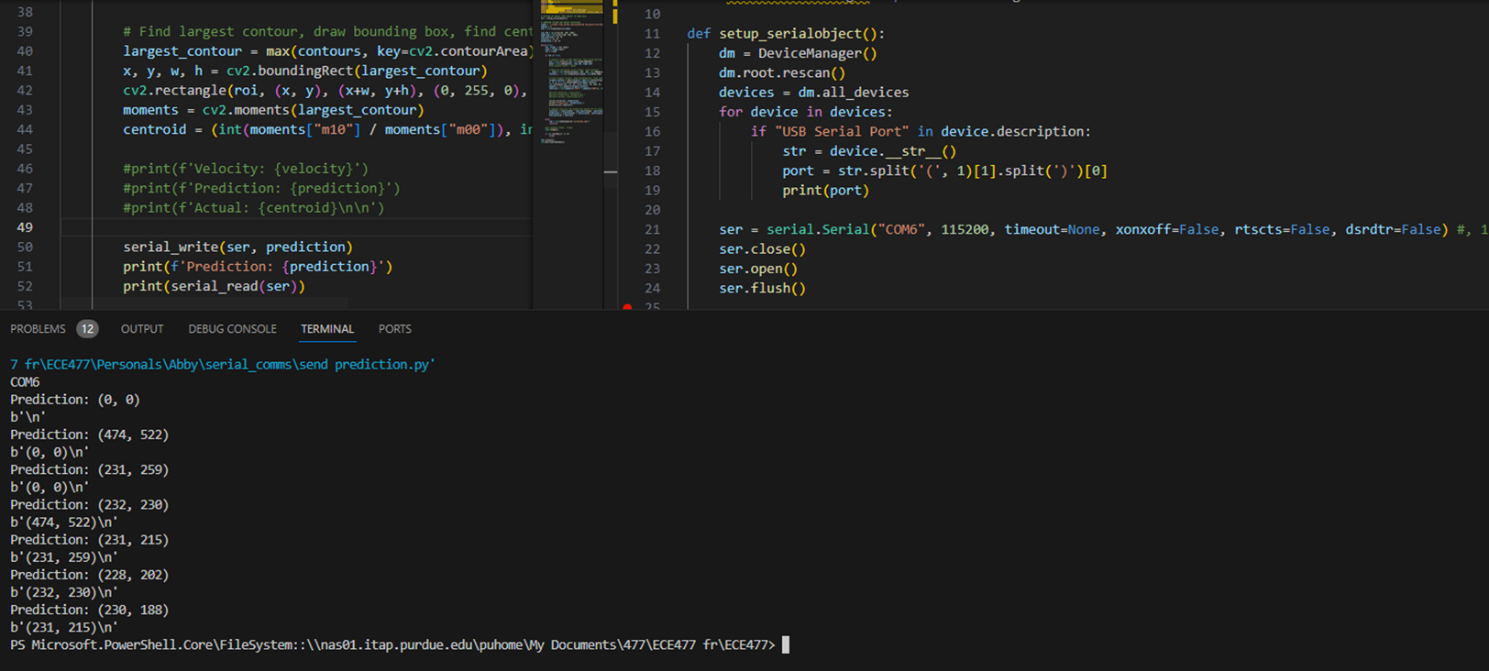 38
39 # Find largest contour, draw bounding box, find cent
40 largest_contour = max(contours, key=cv2.contourArea)
41 x, y, w, h = cv2.boundingRect(largest_contour)
42 cv2.rectangle(roi, (x, y), (x+w, y+h), (0, 255, 0),
43 moments = cv2.moments(largest_contour)
44 centroid = (int(moments["m10"] / moments["m00"]), in
45
46 #print(f'Velocity: {velocity}')
47 #print(f'Prediction: {prediction}')
48 #print(f'Actual: {centroid}\n\n')
49
50 serial_write(ser, prediction)
51 print(f'Prediction: {prediction}')
52 print(serial_read(ser))
53
10
11 def setup_serialobject():
12 dm = DeviceManager()
13 dm.root.rescan()
14 devices = dm.all_devices
15 for device in devices:
16 if "USB Serial Port" in device.description:
17 str = device.__str__()
18 port = str.split('(', 1)[1].split(')')[0]
19 print(port)
20
21 ser = serial.Serial("COM6", 115200, timeout=None, xonxoff=False, rtscts=False, dsrdtr=False) #, 1
22 ser.close()
23 ser.open()
24 ser.flush()
25
PROBLEMS 12 OUTPUT DEBUG CONSOLE TERMINAL PORTS
7 fr\ECE477\Personals\Abby\serial_comms\send prediction.py'
COM6
Prediction: (0, 0)
b'\n'
Prediction: (474, 522)
b'(0, 0)\n'
Prediction: (231, 259)
b'(0, 0)\n'
Prediction: (232, 230)
b'(474, 522)\n'
Prediction: (231, 215)
b'(231, 259)\n'
Prediction: (228, 202)
b'(232, 230)\n'
Prediction: (230, 188)
b'(231, 215)\n'
PS Microsoft.PowerShell.Core\FileSystem::\\nas01.itap.purdue.edu\puhome\My Documents\477\ECE477 fr\ECE477>